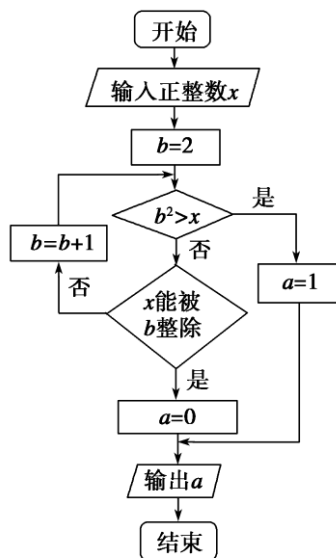 开始
输入正整数x
b=2
b²>x
是
b=b+1
否
否
x能被
b整除
a=1
是
a=0
输出a
结束